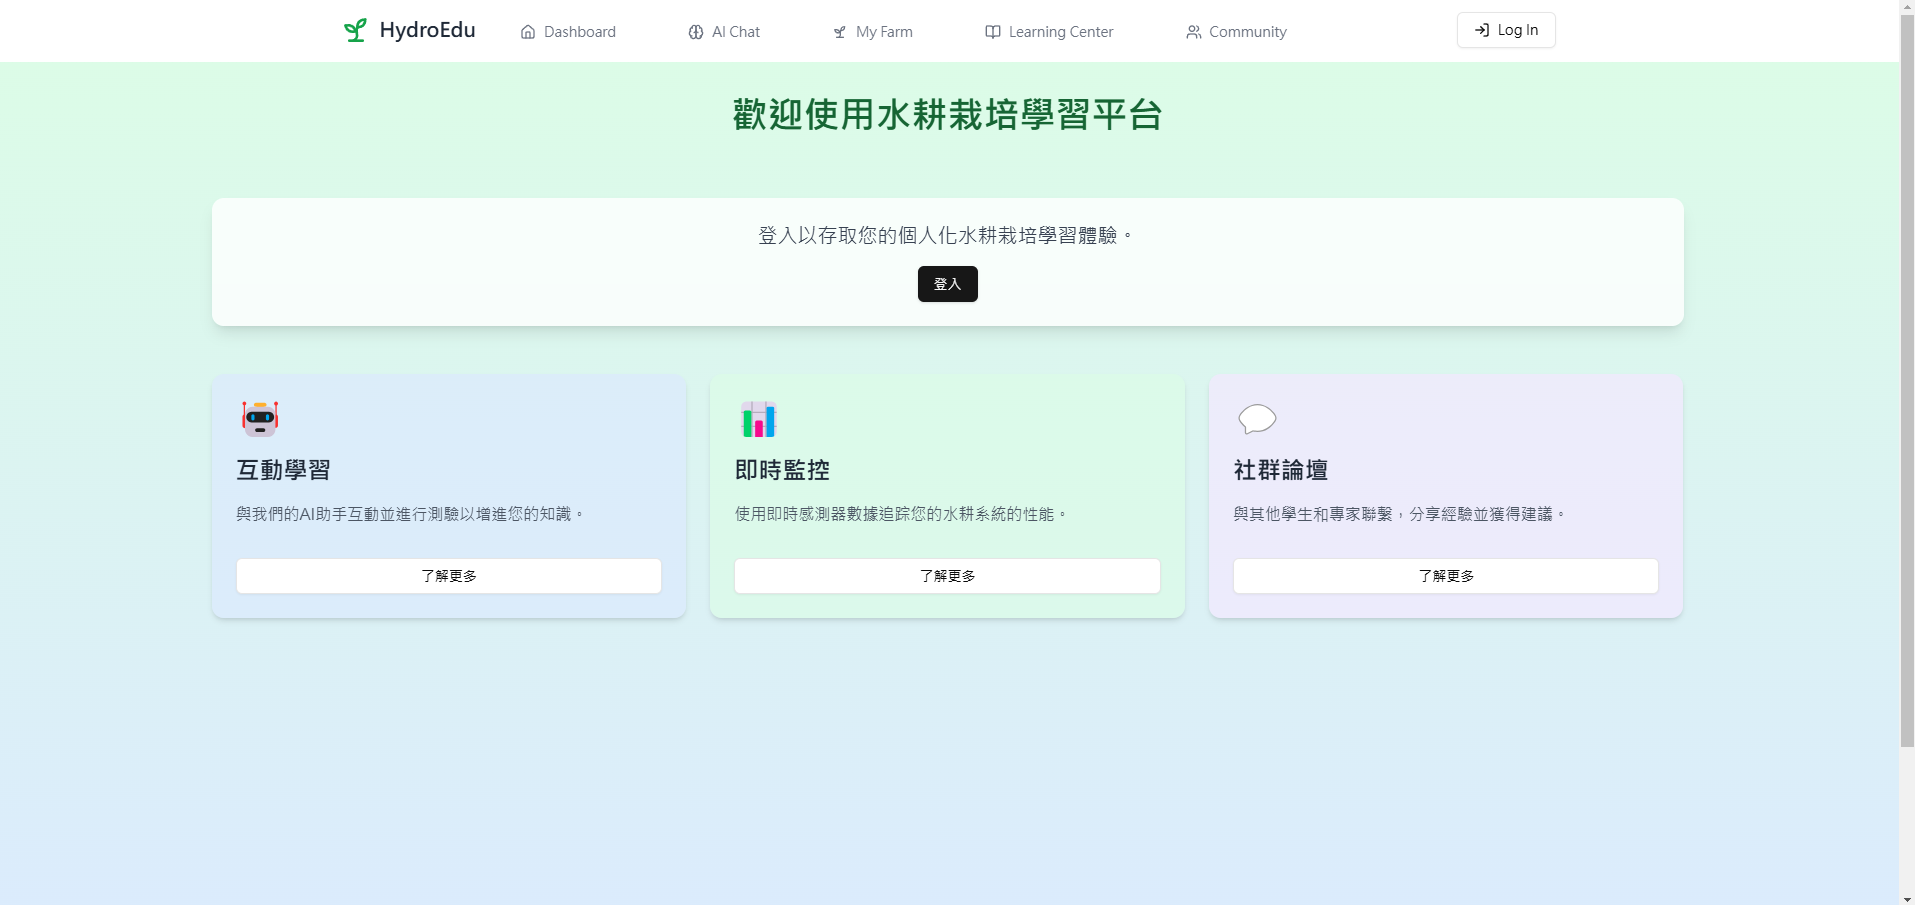 HydroEdu
Dashboard
AI Chat
My Farm
Learning Center
Community
Log In
歡迎使用水耕栽培學習平台
登入以存取您的個人化水耕栽培學習體驗。
登入
互動學習
與我們的AI助手互動並進行測驗以增進您的知識。
了解更多
即時監控
使用即時感測器數據追踪您的水耕系統的性能。
了解更多
社群論壇
與其他學生和專家聯繫，分享經驗並獲得建議。
了解更多